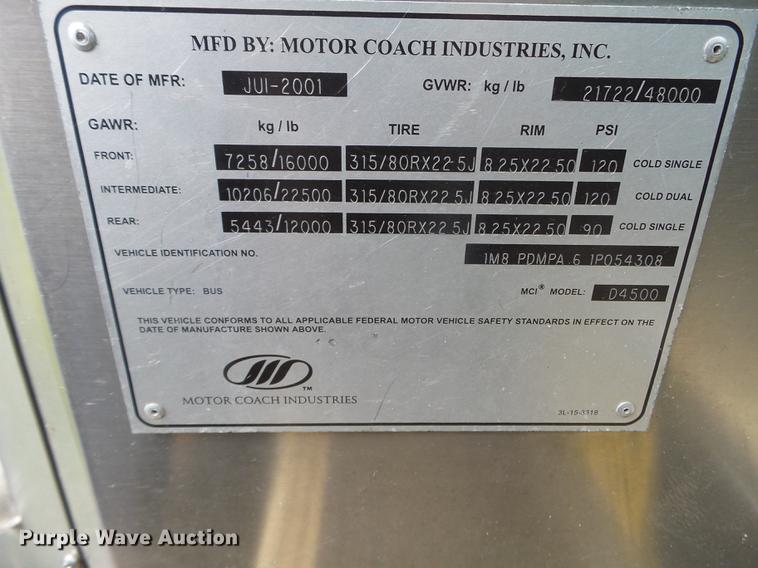 MFD BY: MOTOR COACH INDUSTRIES, INC.
DATE OF MFR: JUl-2001 GVWR: kg / lb 21722/48000
GAWR: kg / lb TIRE RIM PSI
FRONT: 7258/16000 315/80RX22.5J 8.25X22.50 120 COLD SINGLE
INTERMEDIATE: 10206/22500 315/80RX22.5J 8.25X22.50 120 COLD DUAL
REAR: 5443/12000 315/80RX22.5J 8.25X22.50 90 COLD SINGLE
VEHICLE IDENTIFICATION NO. 1M8 PDMPA 6 1P054308
VEHICLE TYPE: BUS MCI® MODEL: D4500
THIS VEHICLE CONFORMS TO ALL APPLICABLE FEDERAL MOTOR VEHICLE SAFETY STANDARDS IN EFFECT ON THE
DATE OF MANUFACTURE SHOWN ABOVE.
TM
MOTOR COACH INDUSTRIES
3L-15-3318
Purple Wave Auction